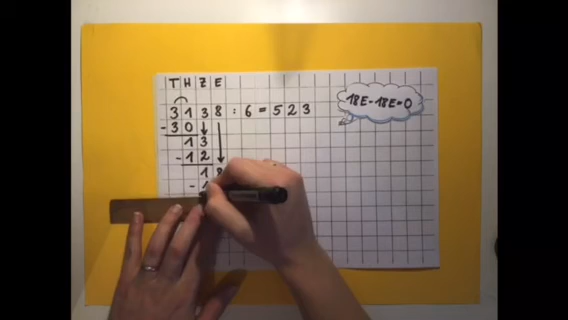 T H Z E
3 1 3 8 : 6 = 5 2 3
- 3 0
1 3
- 1 2
1 8
- 1
18E-18E=0